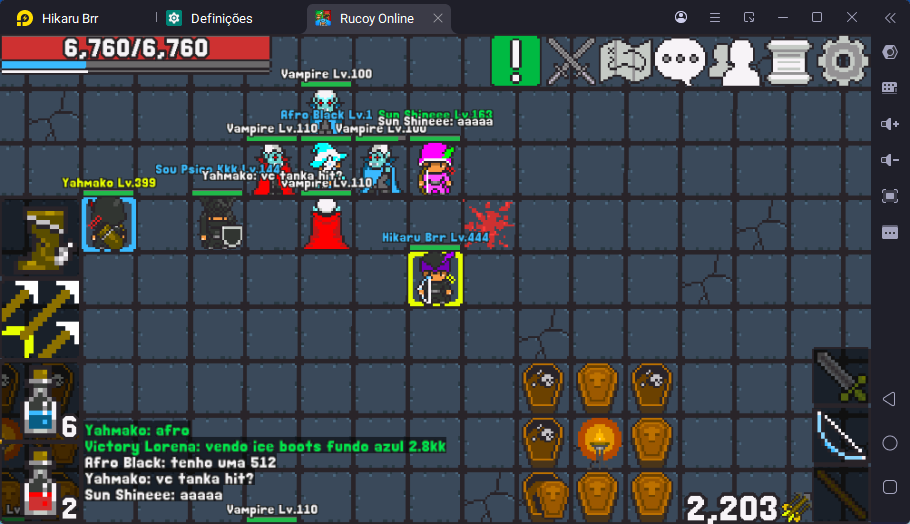 Hikaru Brr
Definições
Rucoy Online
6,760/6,760
Vampire Lv.100
Afro Black Lv.1
Sun Shineee Lv.163
Sun Shineee: aaaaa
Vampire Lv.110
Vampire Lv.100
Sou Psico Kkk Lv.144
Yahmako: vc tanka hit?
Yahmako Lv.399
Vampire Lv.110
Hikaru Brr Lv.444
6
Yahmako: afro
Victory Lorena: vendo ice boots fundo azul 2.8kk
Afro Black: tenho uma 512
Yahmako: vc tanka hit?
Sun Shineee: aaaaa
2
Lv
Vampire Lv.110
2,203